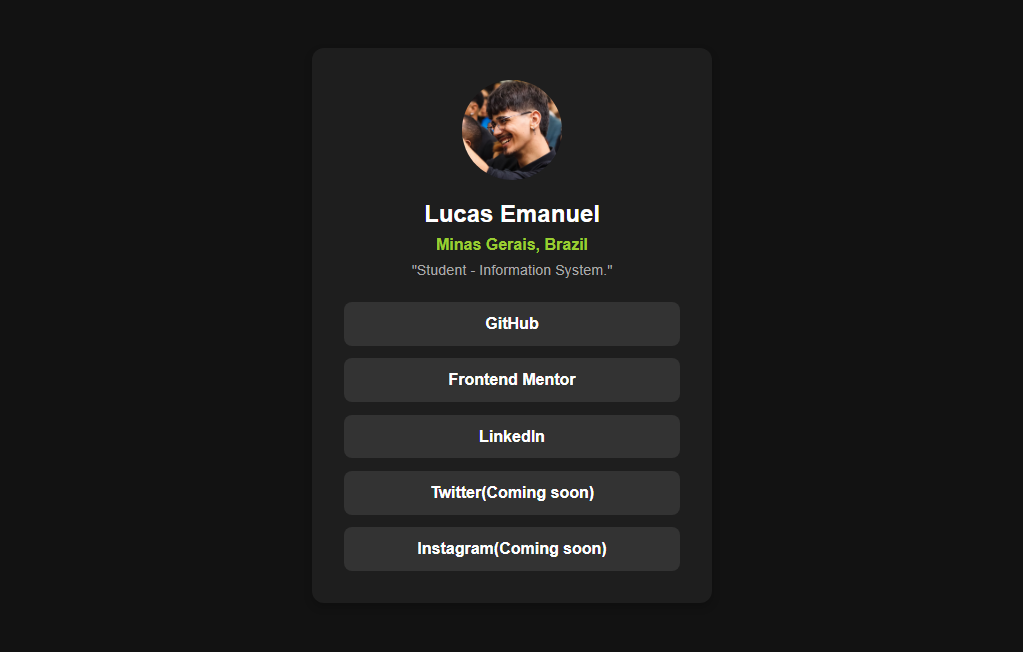 Lucas Emanuel
Minas Gerais, Brazil
"Student - Information System."
GitHub
Frontend Mentor
LinkedIn
Twitter(Coming soon)
Instagram(Coming soon)